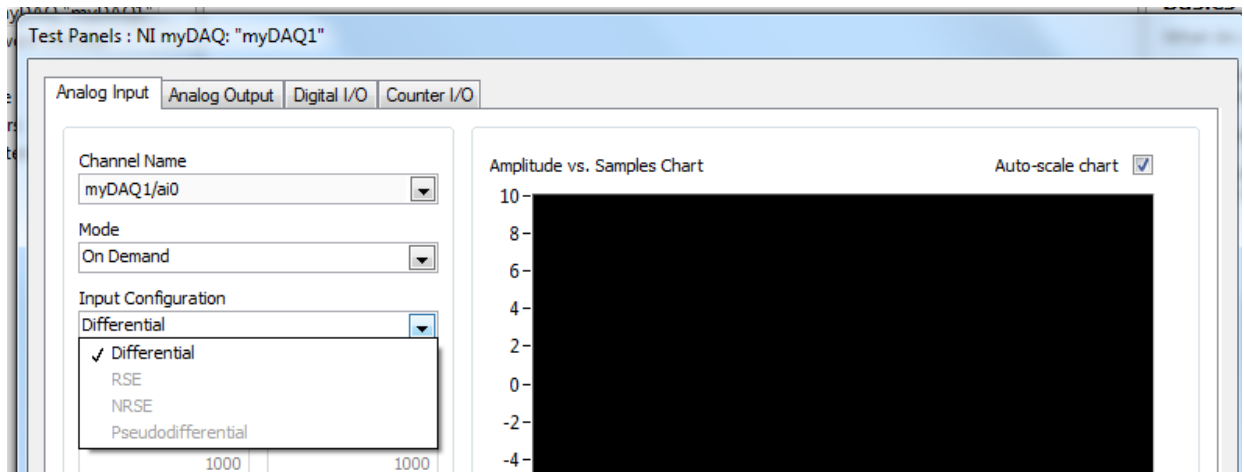 Test Panels : NI myDAQ: "myDAQ1"
Analog Input Analog Output Digital I/O Counter I/O
Channel Name
myDAQ1/ai0
Mode
On Demand
Input Configuration
Differential
✓ Differential
RSE
NRSE
Pseudodifferential
1000 1000
Amplitude vs. Samples Chart Auto-scale chart
10
8
6
4
2
0
-2
-4